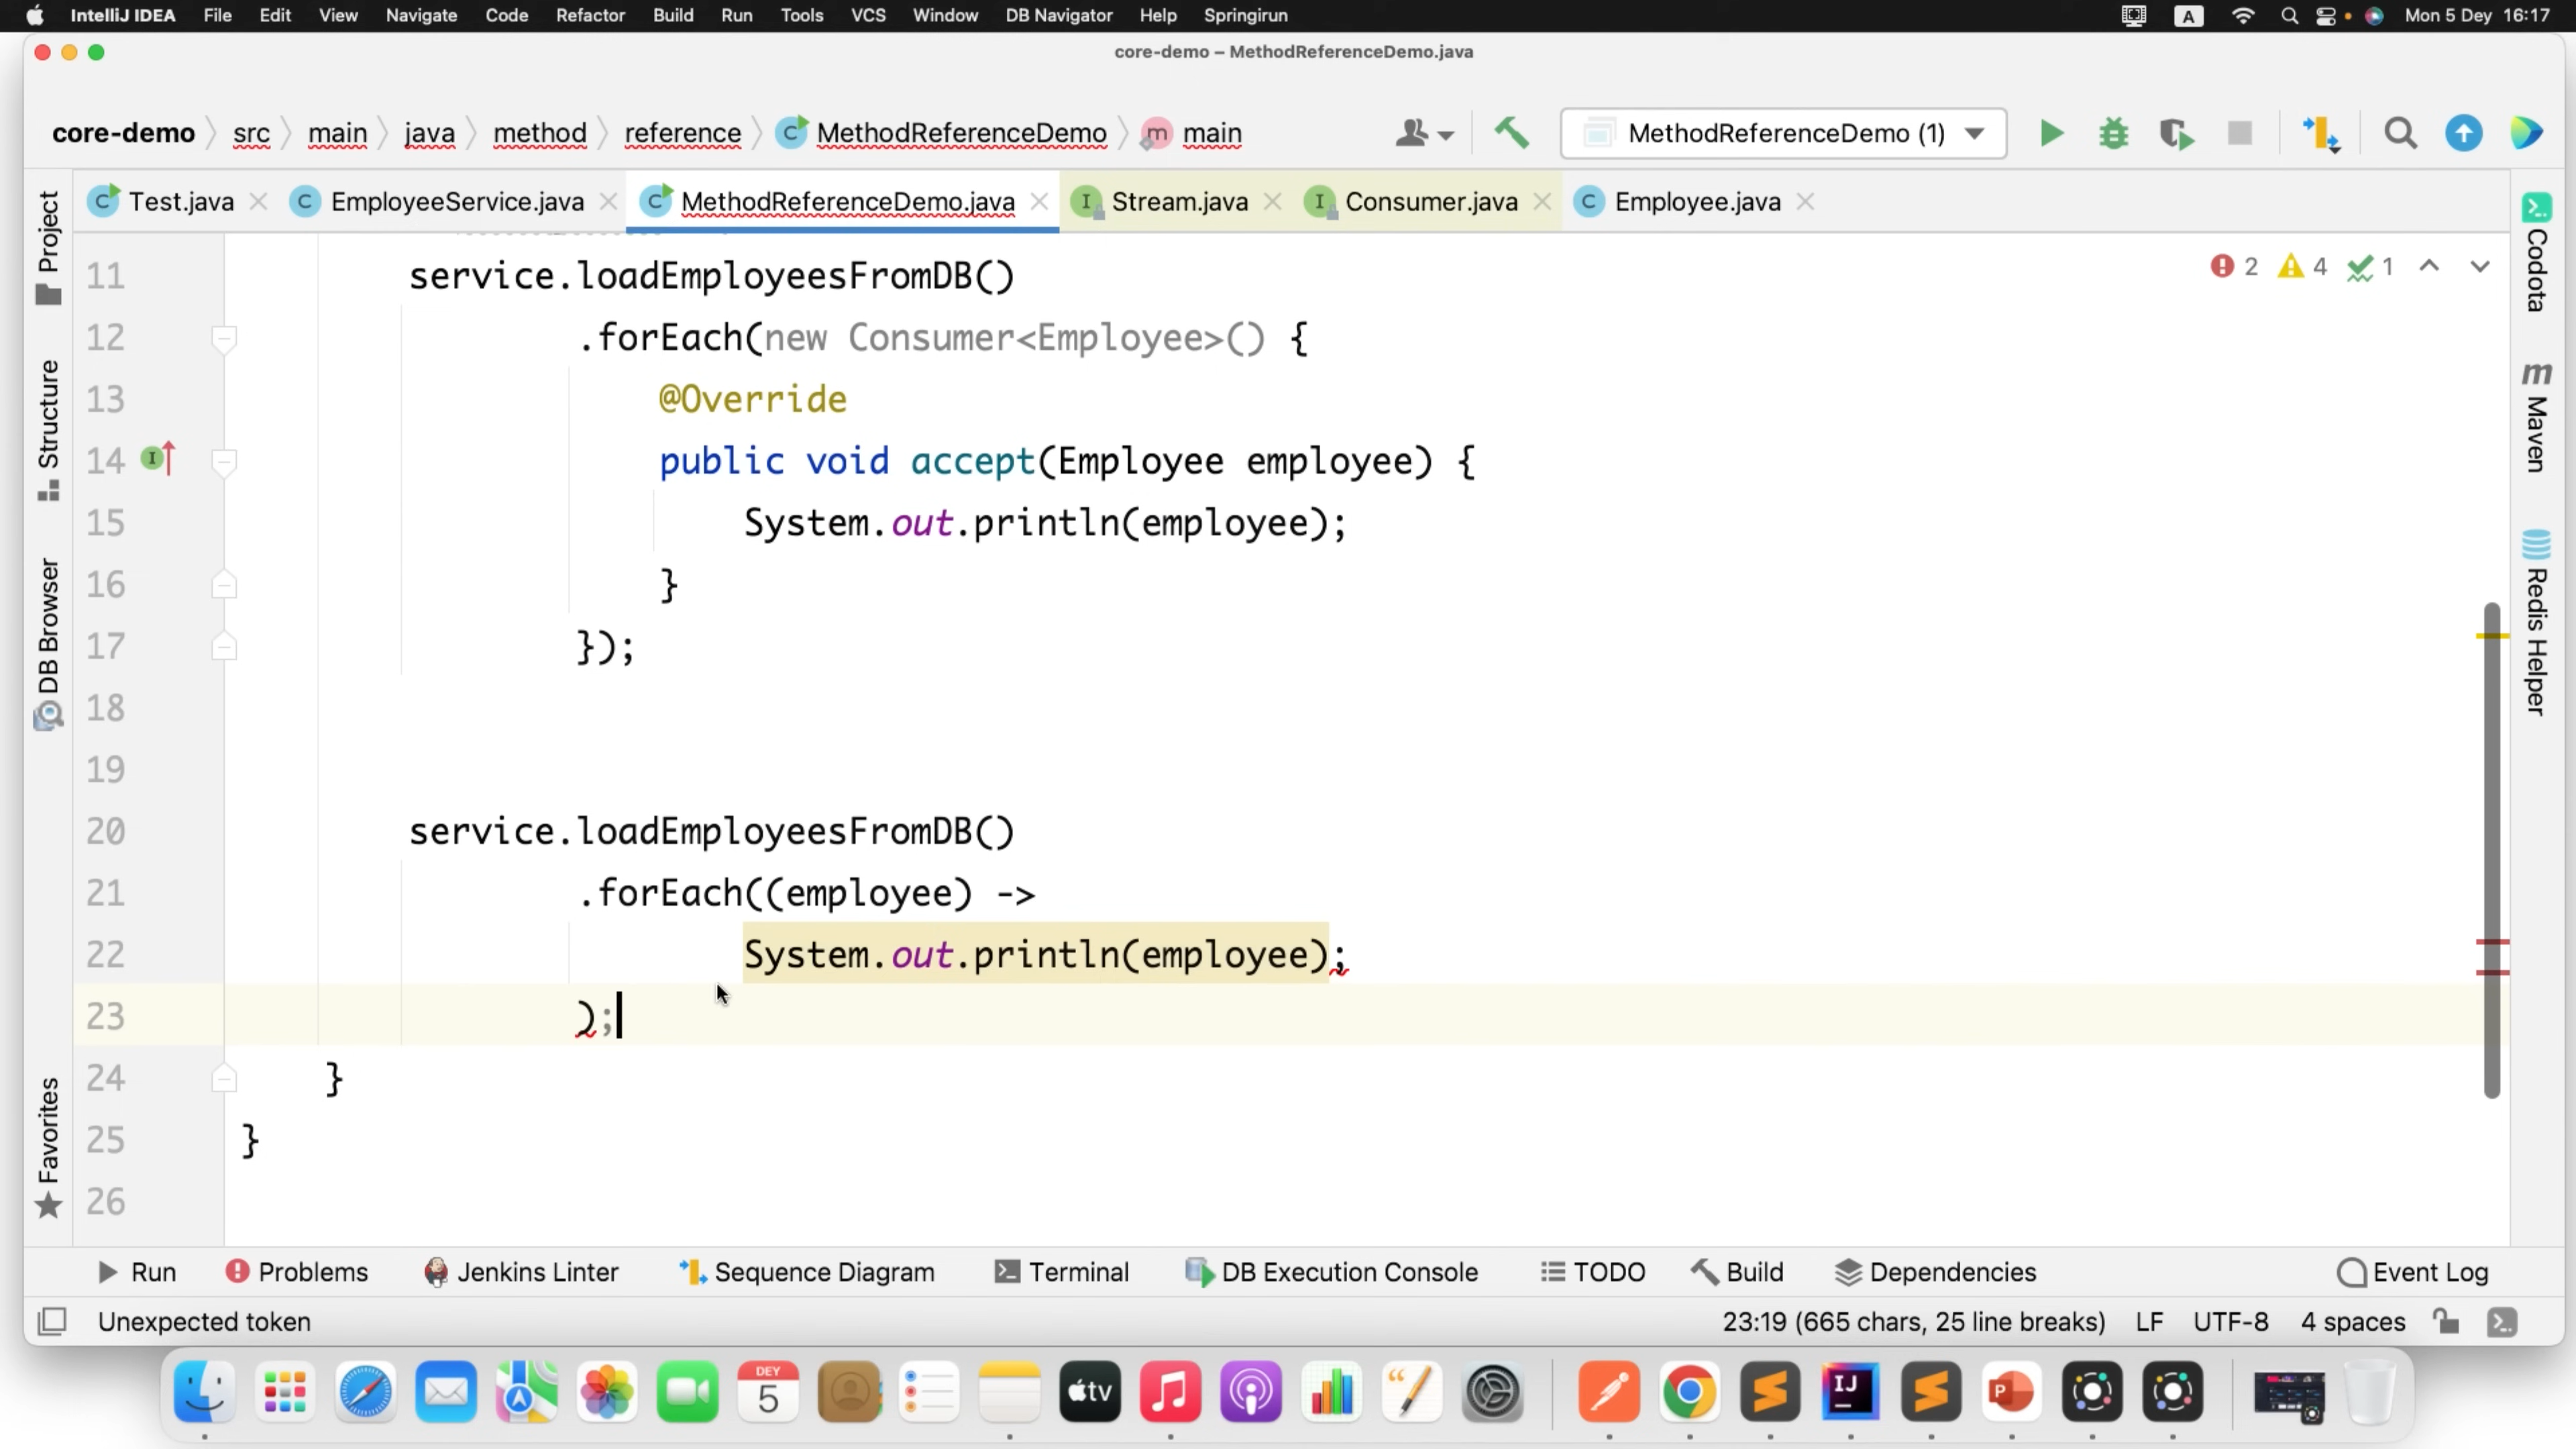 IntelliJ IDEA File Edit View Navigate Code Refactor Build Run Tools VCS Window DB Navigator Help Springirun A Mon 5 Dey 16:17
core-demo – MethodReferenceDemo.java
core-demo src main java method reference C MethodReferenceDemo m main MethodReferenceDemo (1)
C Test.java C EmployeeService.java C MethodReferenceDemo.java I Stream.java I Consumer.java C Employee.java
Project
Structure
DB Browser
Favorites
11 service.loadEmployeesFromDB() 2 4 1
12 .forEach(new Consumer<Employee>() {
13 @Override
14 I public void accept(Employee employee) {
15 System.out.println(employee);
16 }
17 });
18
19
20 service.loadEmployeesFromDB()
21 .forEach((employee) ->
22 System.out.println(employee);
23 );
24 }
25 }
26
Codota
m Maven
Redis Helper
Run Problems Jenkins Linter Sequence Diagram Terminal DB Execution Console TODO Build Dependencies Event Log
Unexpected token 23:19 (665 chars, 25 line breaks) LF UTF-8 4 spaces
DEY
5
tv
IJ
P